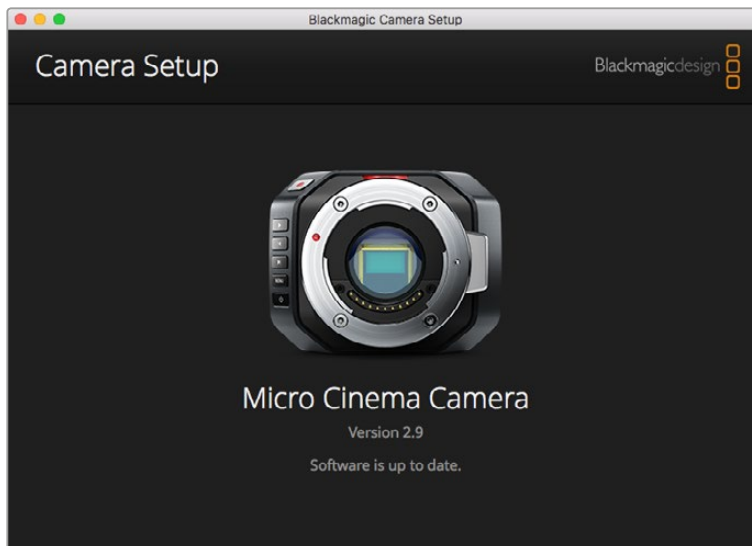 Blackmagic Camera Setup
Camera Setup
Blackmagicdesign
Micro Cinema Camera
Version 2.9
Software is up to date.